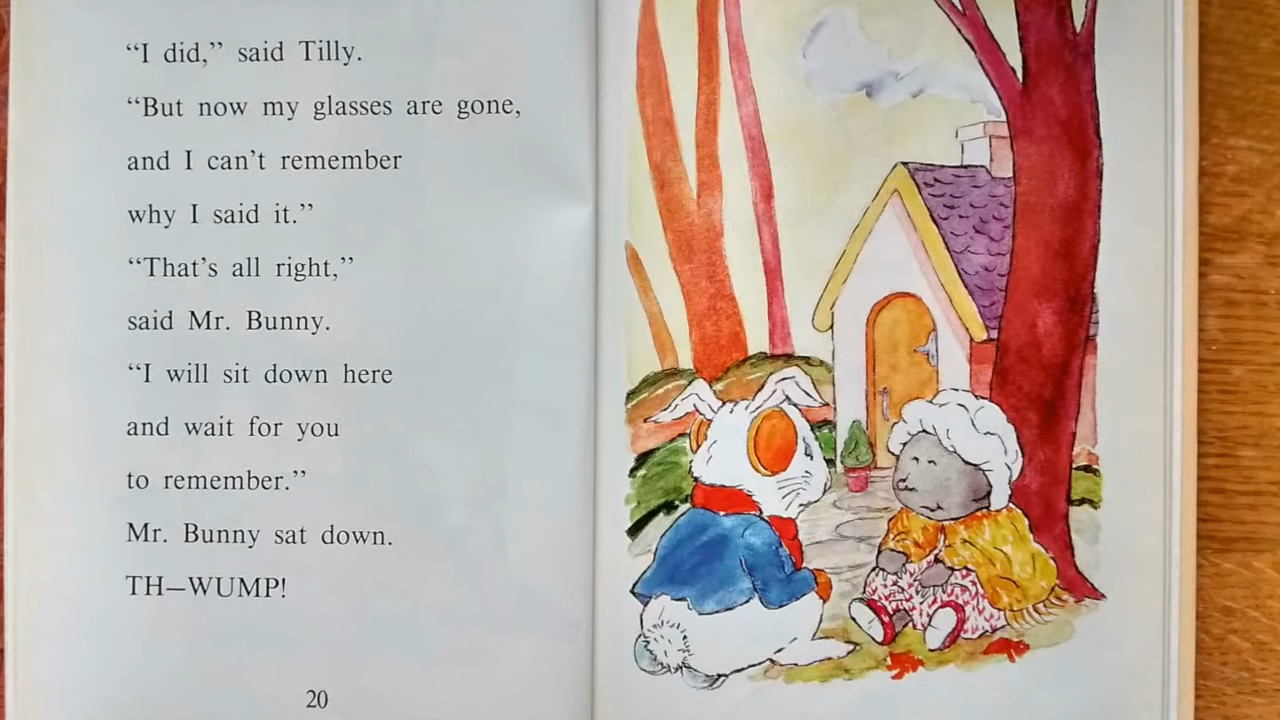 “I did,” said Tilly.
“But now my glasses are gone,
and I can't remember
why I said it.”
“That's all right,”
said Mr. Bunny.
“I will sit down here
and wait for you
to remember.”
Mr. Bunny sat down.
TH—WUMP!
20